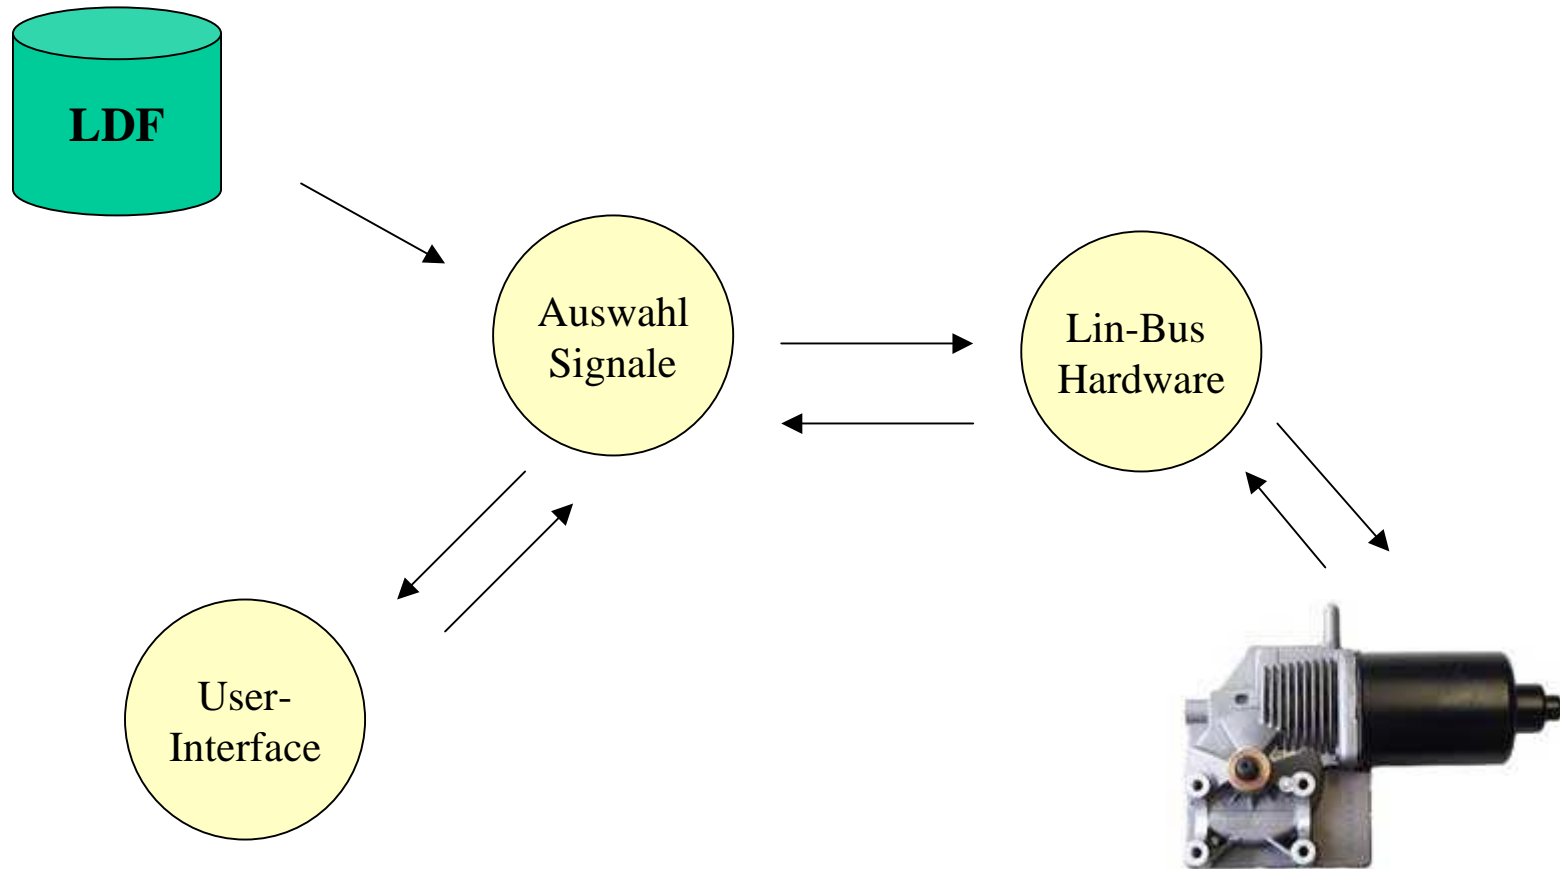 LDF
Auswahl
Signale
Lin-Bus
Hardware
User-
Interface